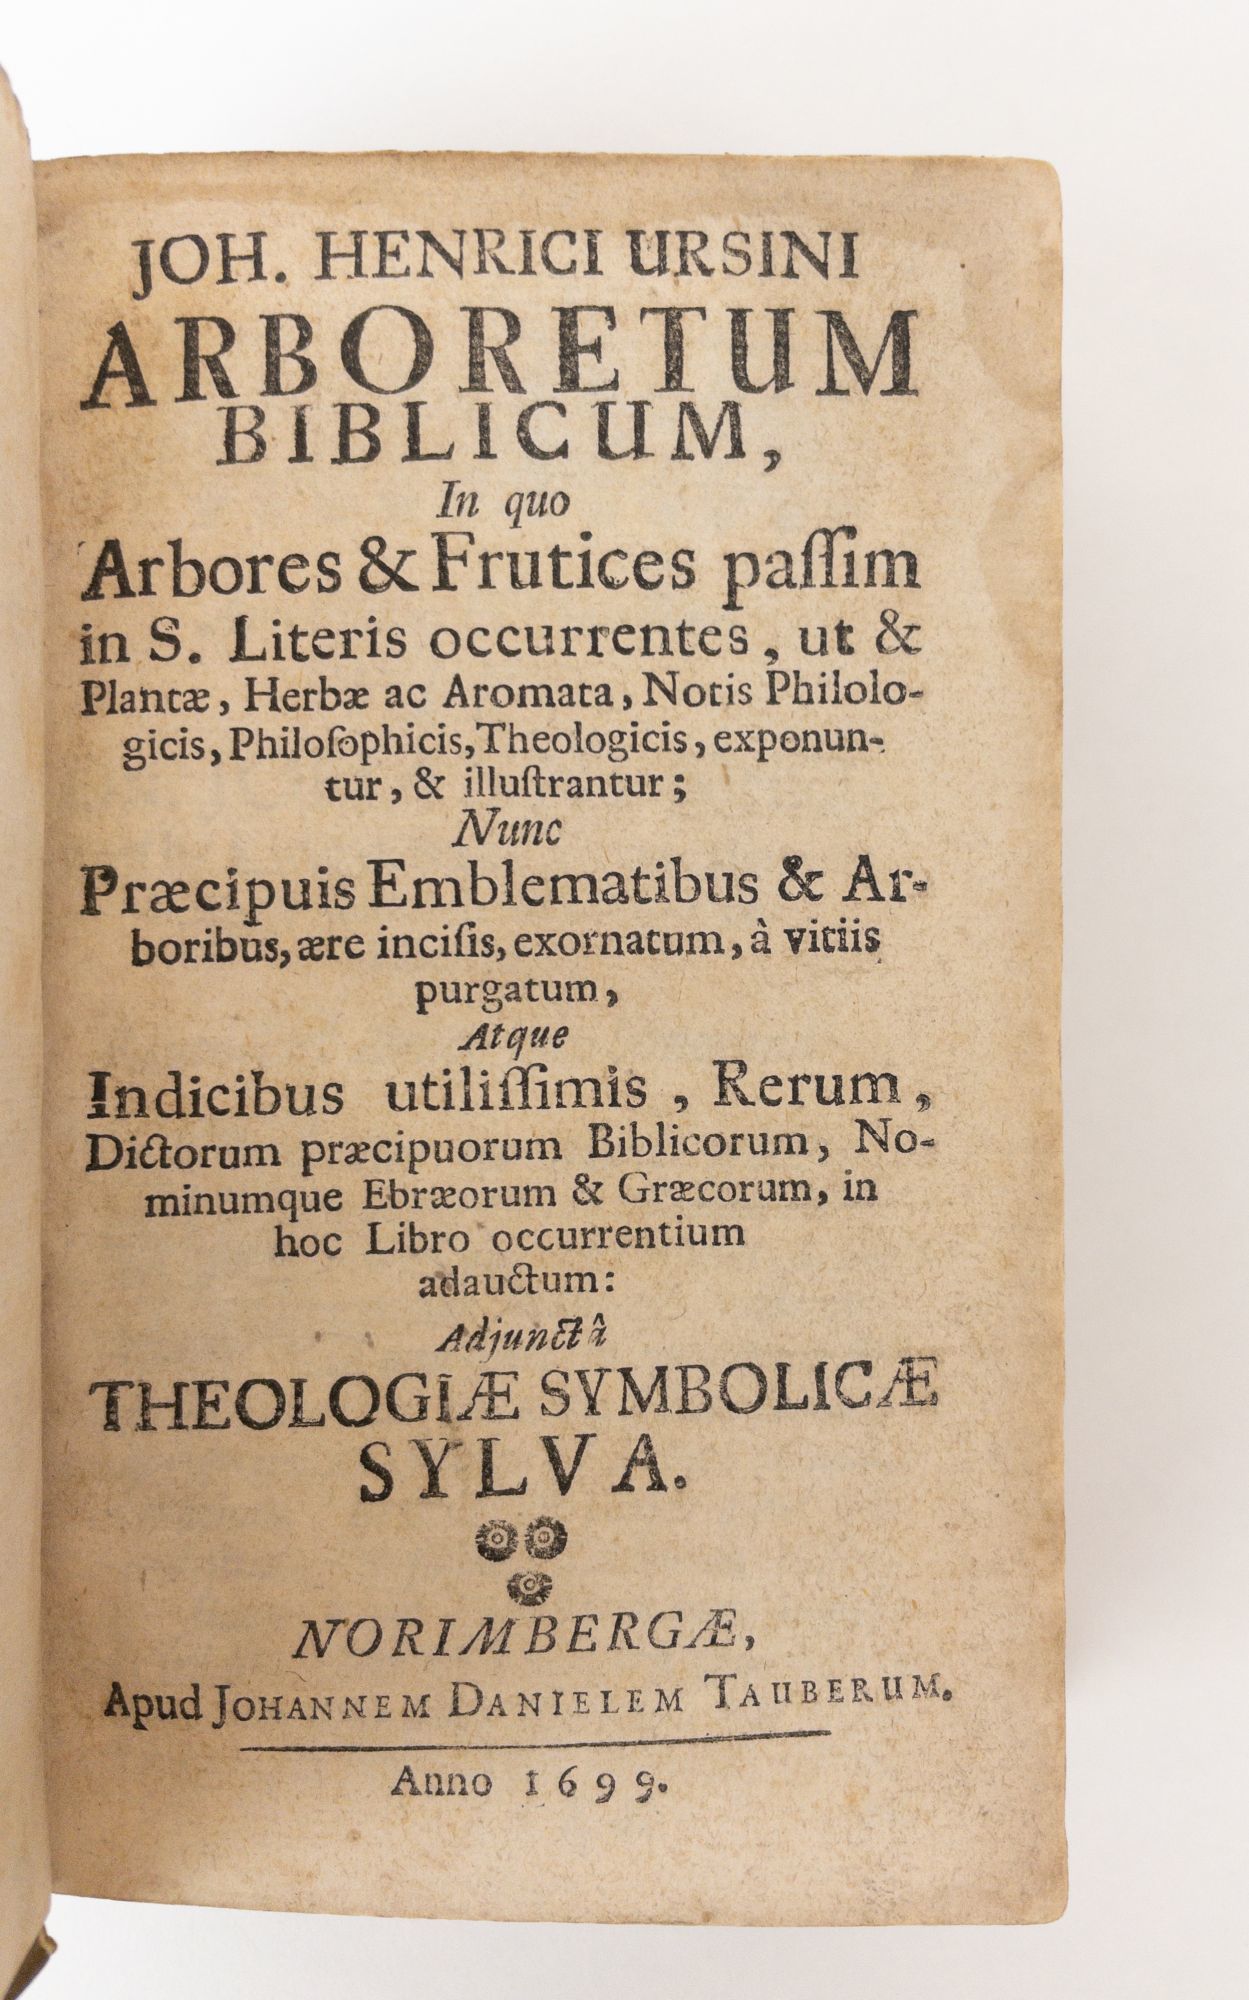 JOH. HENRICI URSINI
ARBORETUM
BIBLICUM,
In quo
Arbores & Frutices paſſim
in S. Literis occurrentes, ut &
Plantæ, Herbæ ac Aromata, Notis Philolo-
gicis, Philoſophicis, Theologicis, exponun-
tur, & illuſtrantur;
Nunc
Præcipuis Emblematibus & Ar-
boribus, ære inciſis, exornatum, à vitiis
purgatum,
Atque
Indicibus utiliſſimis, Rerum,
Dictorum præcipuorum Biblicorum, No-
minumque Ebræorum & Græcorum, in
hoc Libro occurrentium
adauctum:
Adjunctâ
THEOLOGIÆ SYMBOLICÆ
SYLVA.
NORIMBERGÆ,
Apud JOHANNEM DANIELEM TAUBERUM.
Anno 1699.